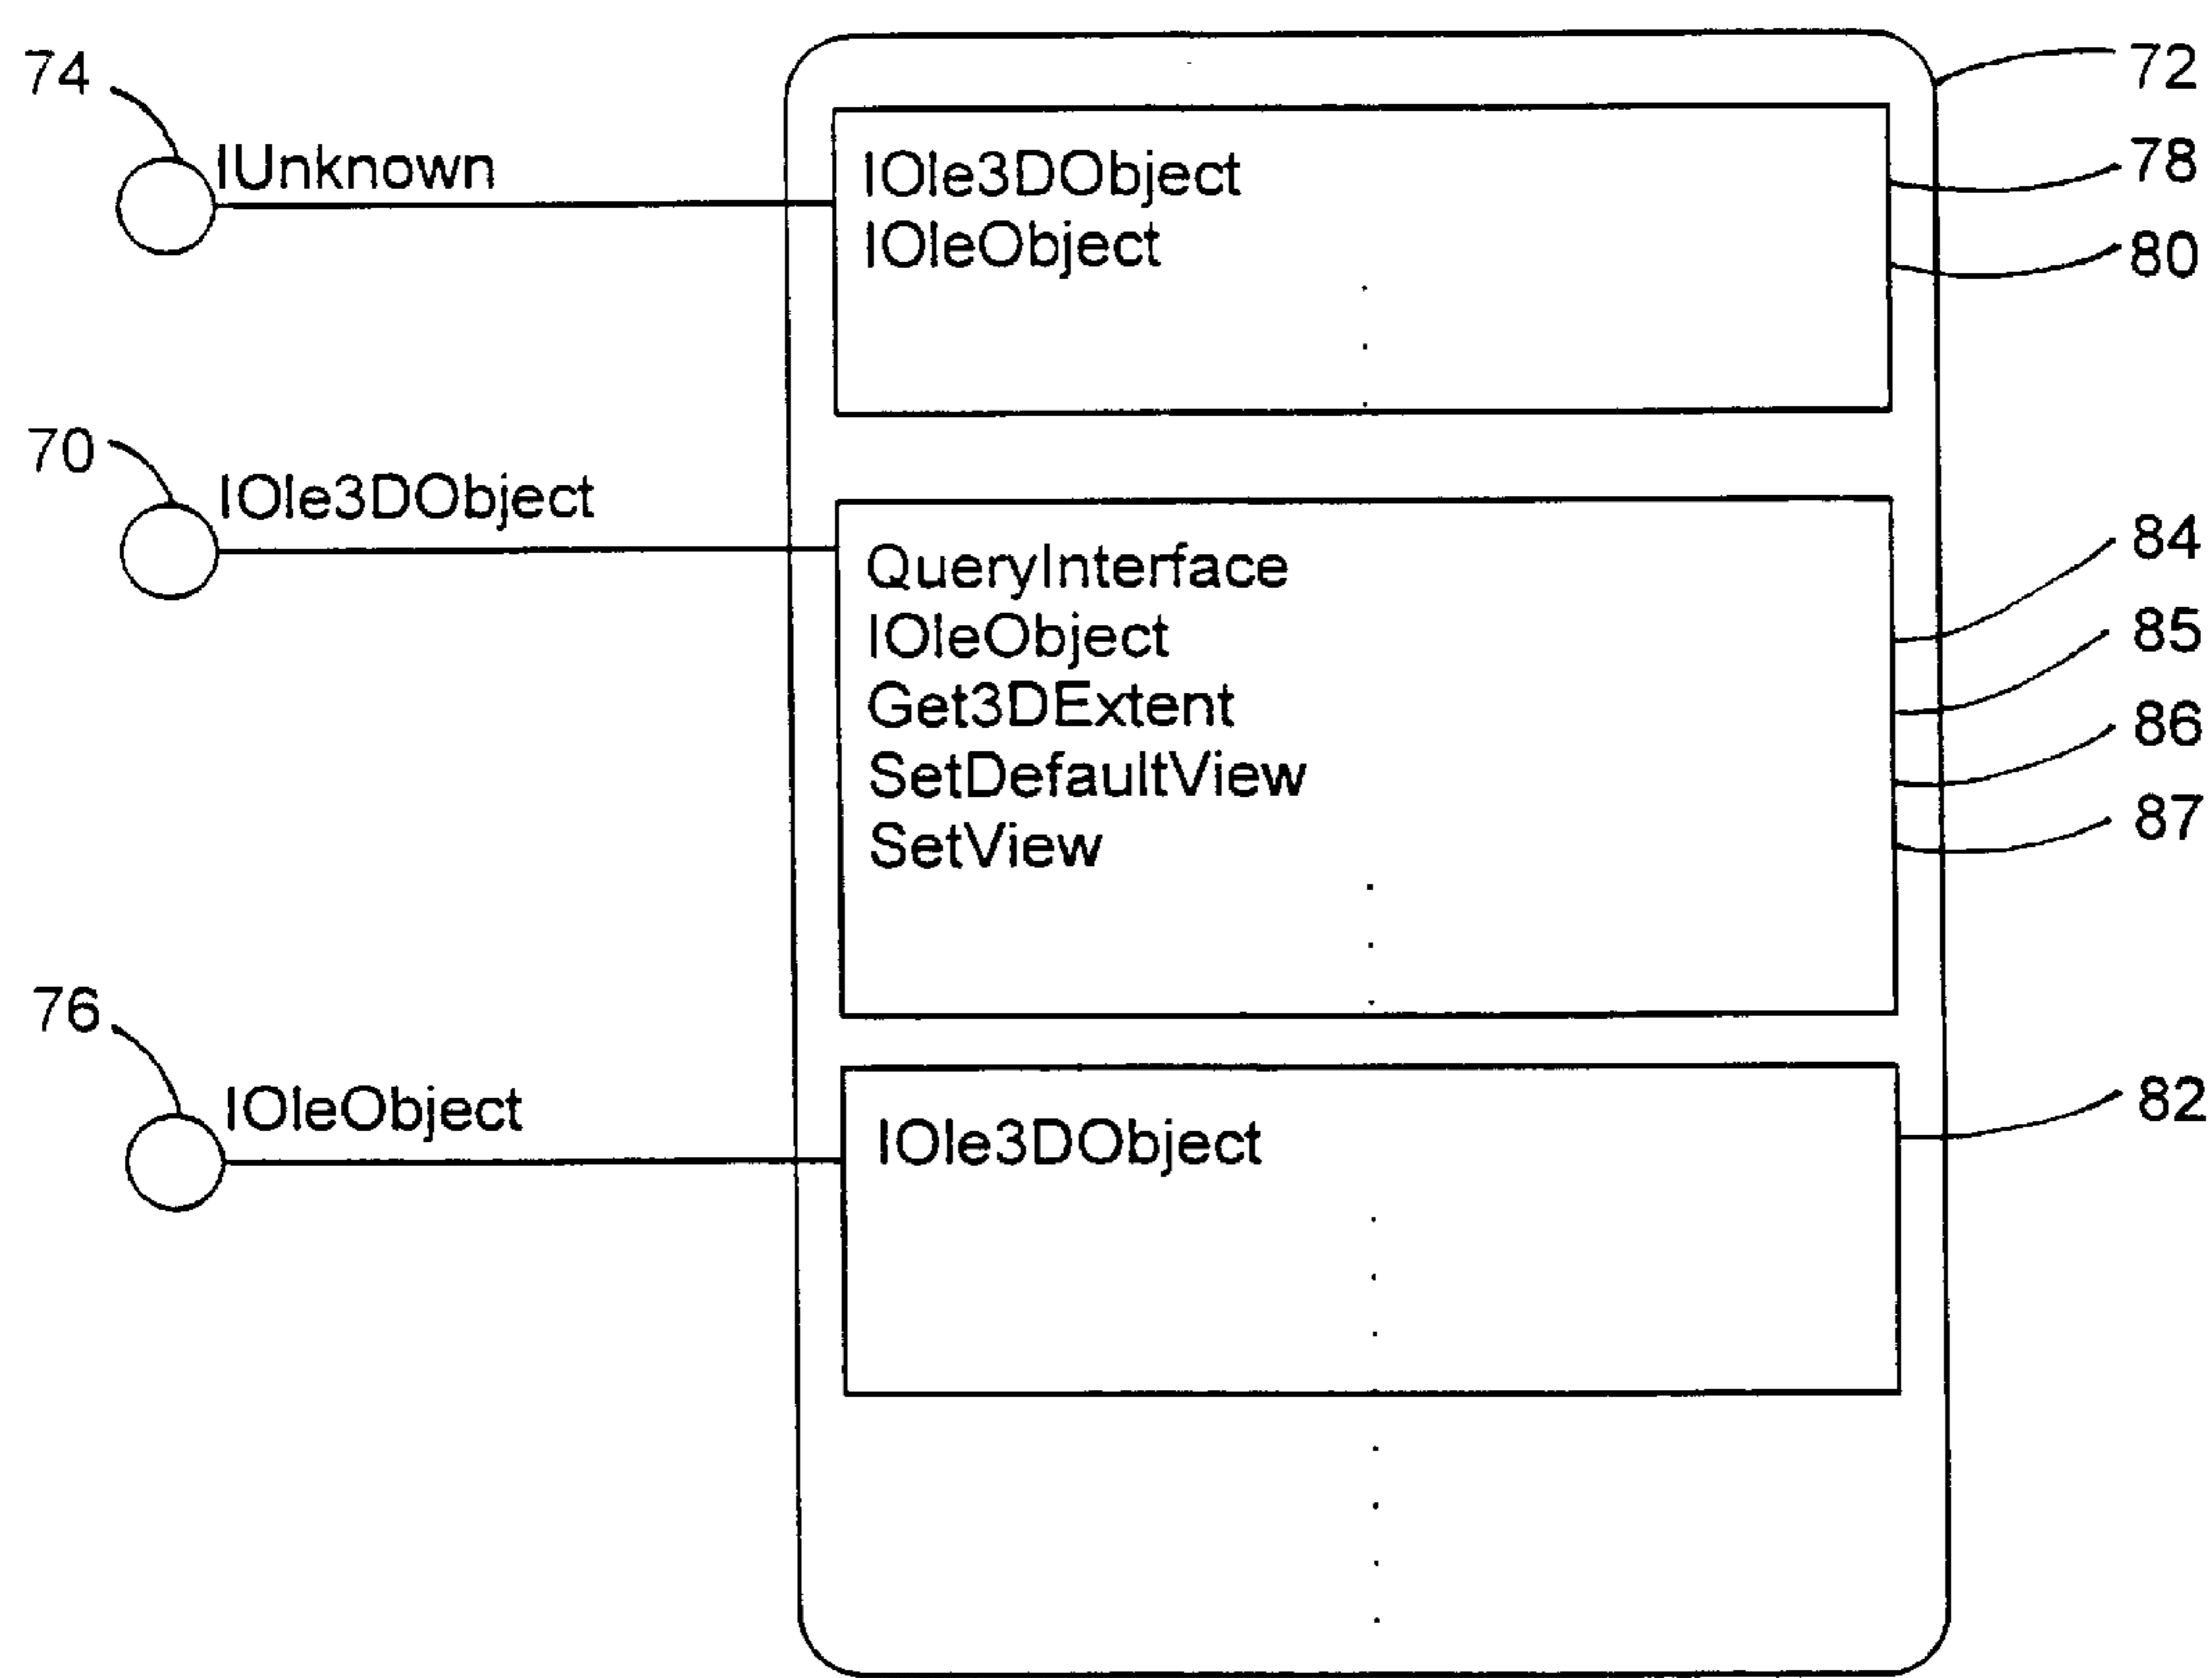 74
IUnknown
72
IOle3DObject
78
IOleObject
80
70
IOle3DObject
QueryInterface
84
IOleObject
85
Get3DExtent
86
SetDefaultView
87
SetView
76
IOleObject
82
IOle3DObject